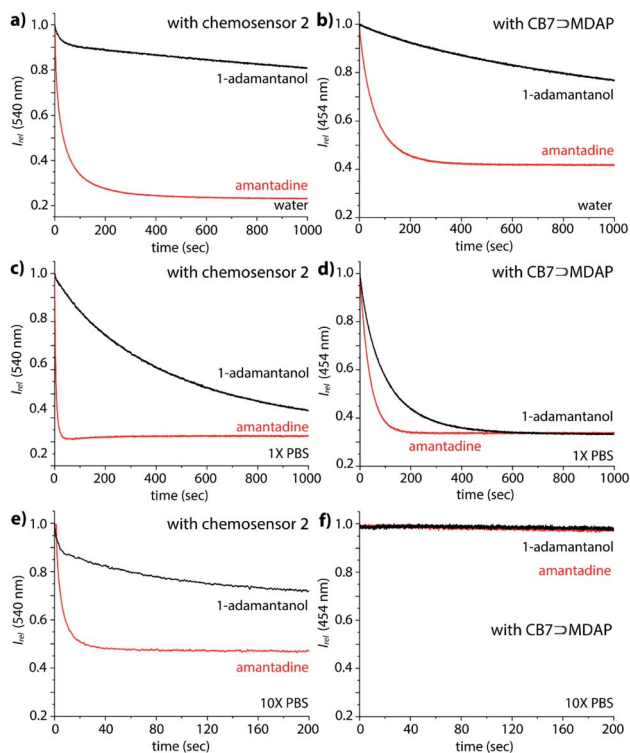 a) with chemosensor 2
1.0
0.8
0.6
0.4
0.2
Irel (540 nm)
1-adamantanol
amantadine
water
0 200 400 600 800 1000
time (sec)
b) with CB7⊃MDAP
1.0
0.8
0.6
0.4
0.2
Irel (454 nm)
1-adamantanol
amantadine
water
0 200 400 600 800 1000
time (sec)
c) with chemosensor 2
1.0
0.8
0.6
0.4
0.2
Irel (540 nm)
1-adamantanol
amantadine
1X PBS
0 200 400 600 800 1000
time (sec)
d) with CB7⊃MDAP
1.0
0.8
0.6
0.4
0.2
Irel (454 nm)
1-adamantanol
amantadine
1X PBS
0 200 400 600 800 1000
time (sec)
e) with chemosensor 2
1.0
0.8
0.6
0.4
0.2
Irel (540 nm)
1-adamantanol
amantadine
10X PBS
0 40 80 120 160 200
time (sec)
f)
1.0
0.8
0.6
0.4
0.2
Irel (454 nm)
1-adamantanol
amantadine
with CB7⊃MDAP
10X PBS
0 40 80 120 160 200
time (sec)